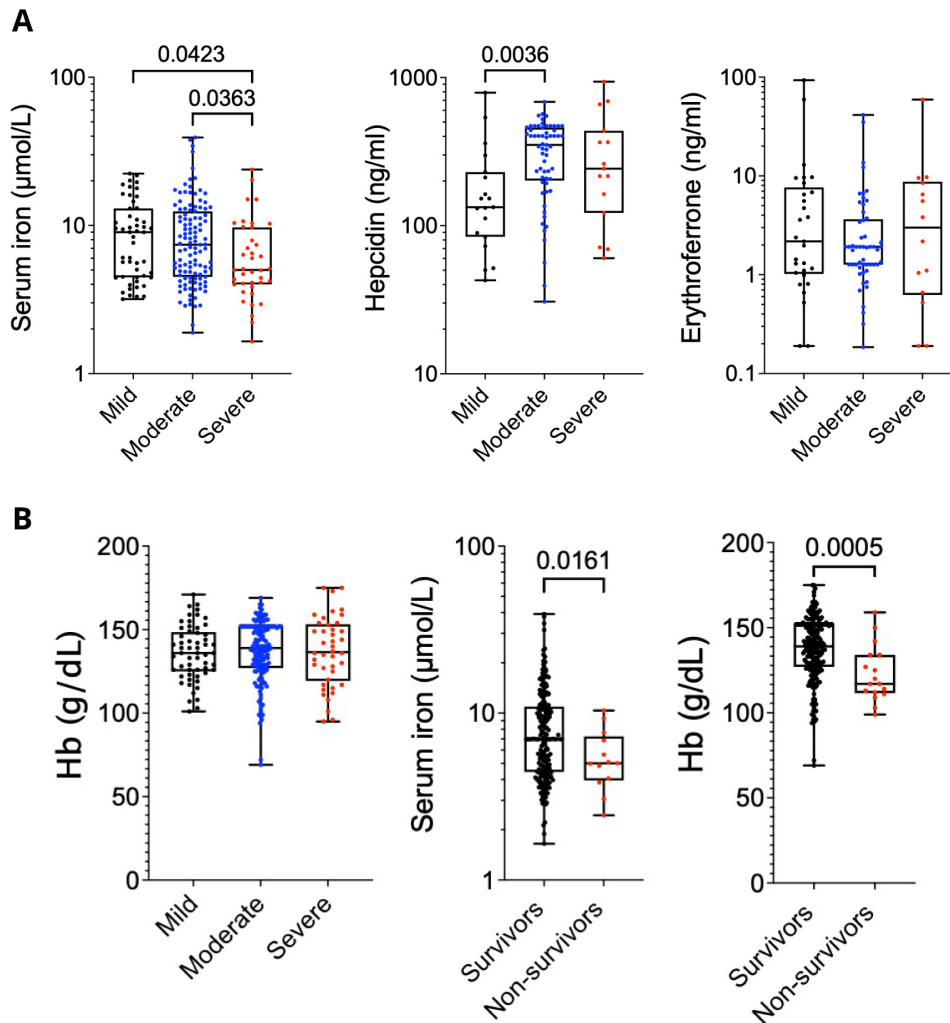 A
Serum iron (μmol/L)
100
10
1
0.0423
0.0363
Mild
Moderate
Severe
Hepcidin (ng/ml)
1000
100
10
0.0036
Mild
Moderate
Severe
Erythroferrone (ng/ml)
100
10
1
0.1
Mild
Moderate
Severe
B
Hb (g/dL)
200
150
100
50
0
Mild
Moderate
Severe
Serum iron (μmol/L)
100
10
1
0.0161
Survivors
Non-survivors
Hb (g/dL)
200
150
100
50
0
0.0005
Survivors
Non-survivors